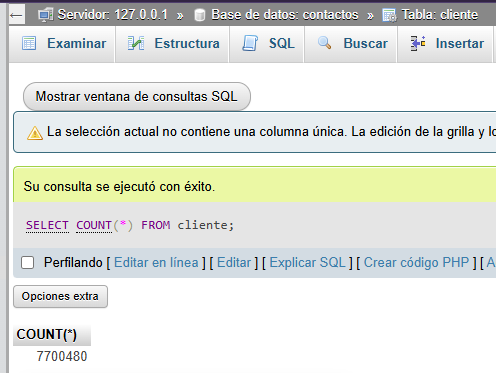 Servidor: 127.0.0.1 » Base de datos: contactos » Tabla: cliente
Examinar Estructura SQL Buscar Insertar
Mostrar ventana de consultas SQL
La selección actual no contiene una columna única. La edición de la grilla y
Su consulta se ejecutó con éxito.
SELECT COUNT(*) FROM cliente;
Perfilando [ Editar en línea ] [ Editar ] [ Explicar SQL ] [ Crear código PHP ] [
Opciones extra
COUNT(*)
7700480